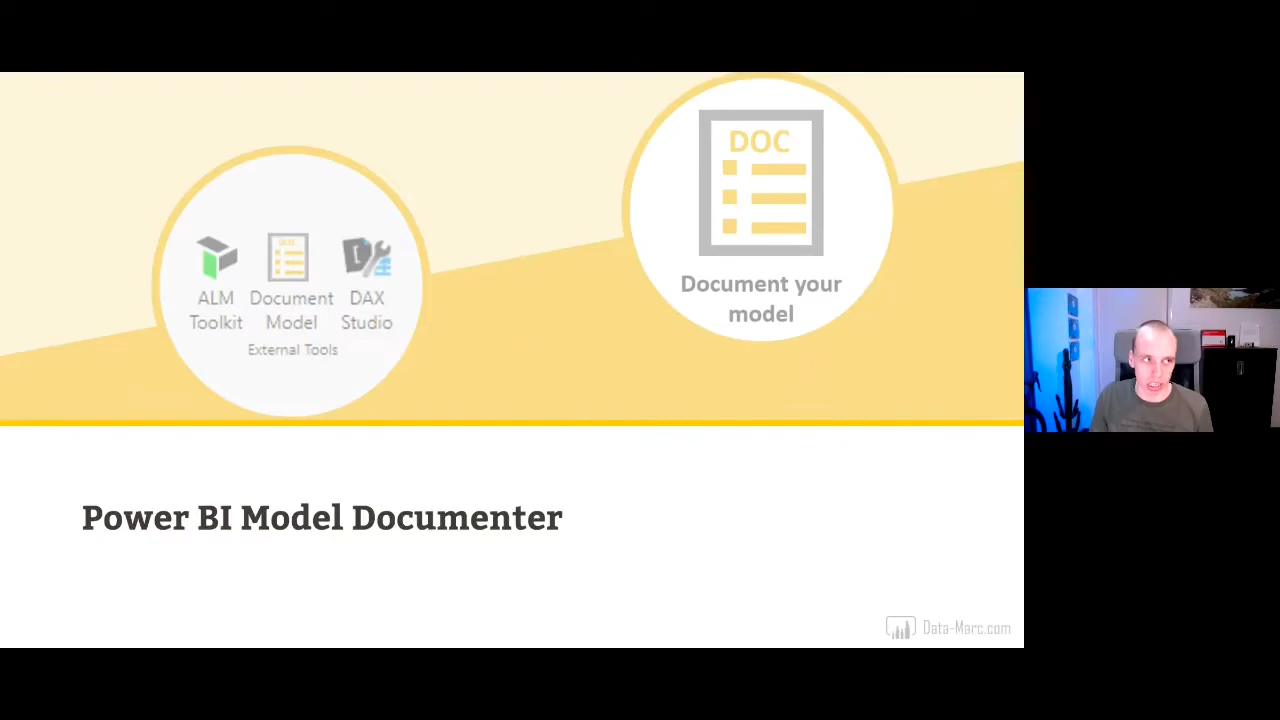 DOC
Document your
model
ALM
Toolkit
Document
Model
DAX
Studio
External Tools
Power BI Model Documenter
Data-Marc.com